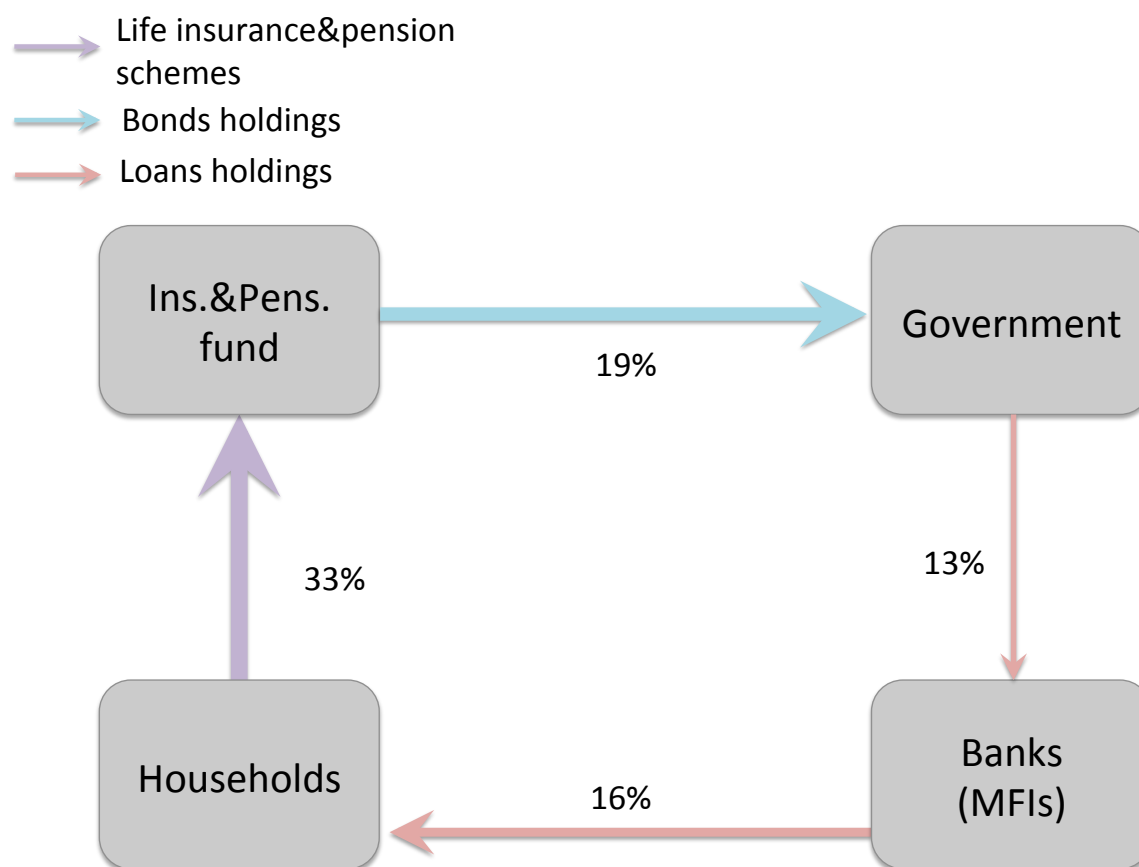 Life insurance&pension
schemes
Bonds holdings
Loans holdings
Ins.&Pens.
fund
Government
19%
33%
13%
Households
16%
Banks
(MFIs)